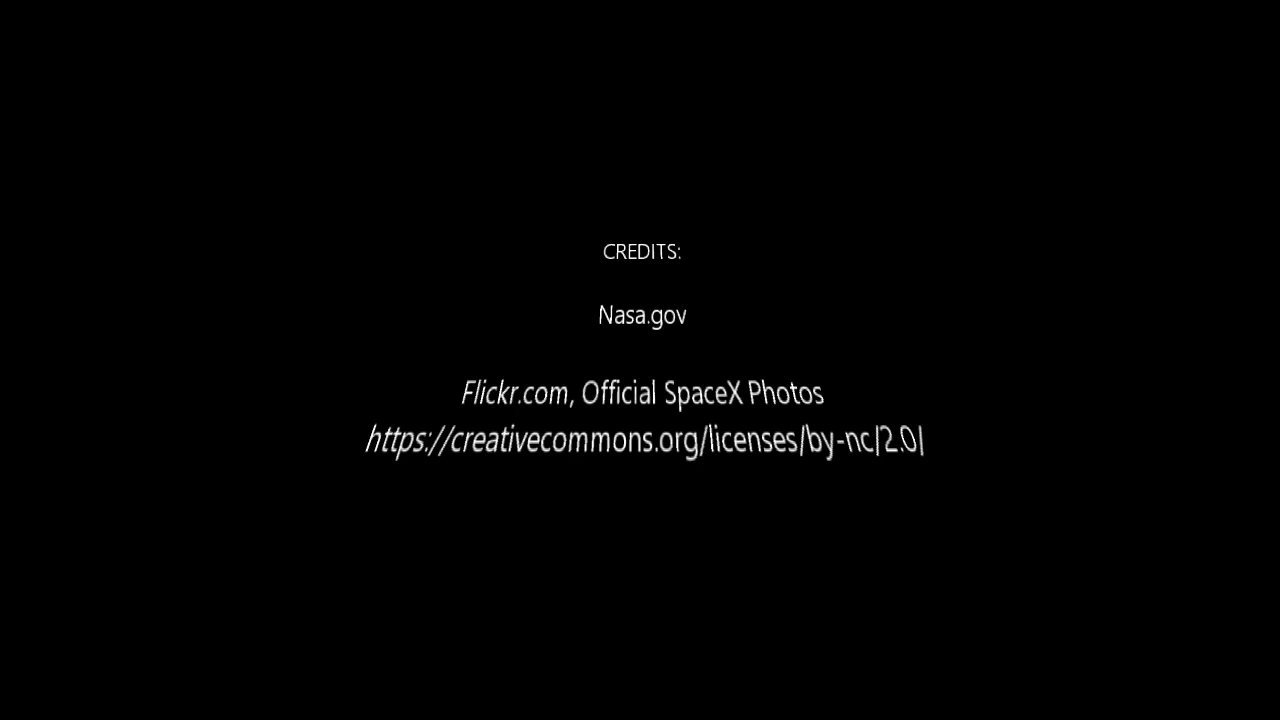 CREDITS:
Nasa.gov
Flickr.com, Official SpaceX Photos
https://creativecommons.org/licenses/by-nc/2.0/